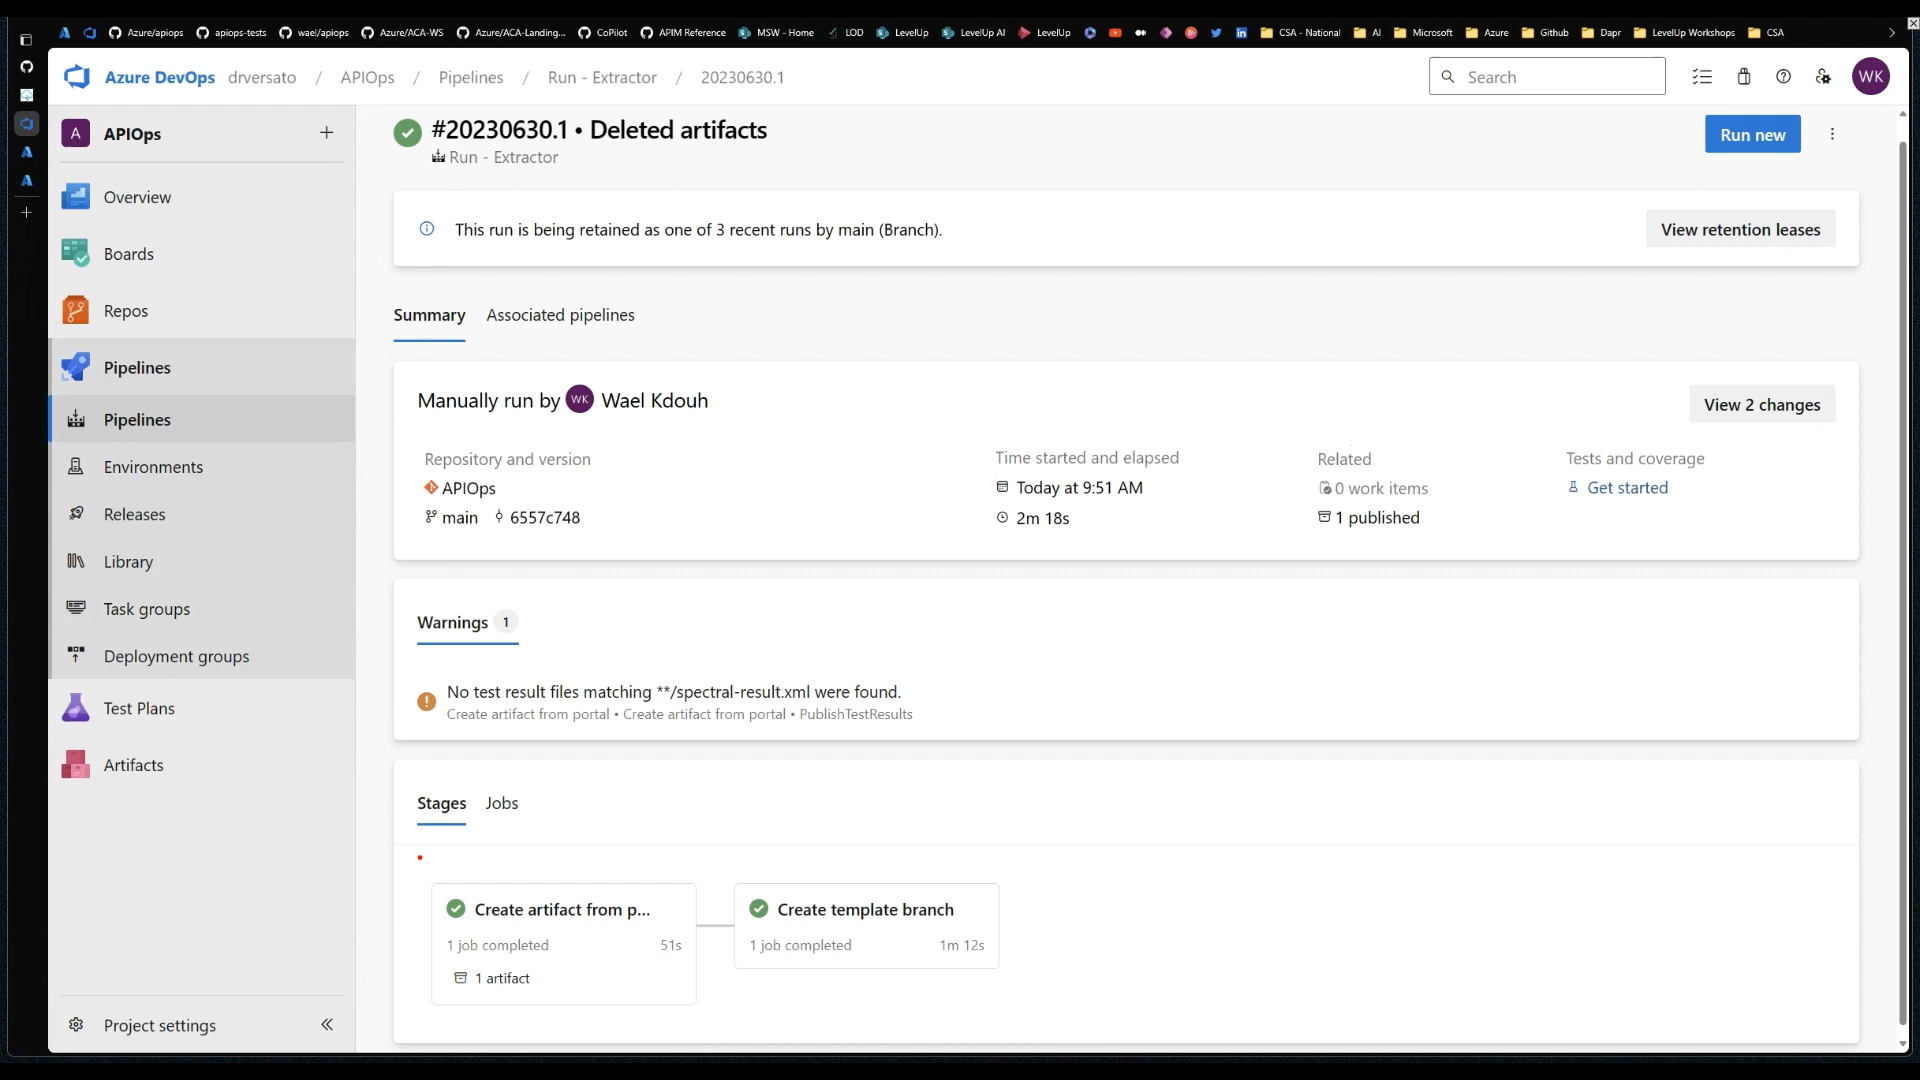 Azure/apiops apiops-tests wael/apiops Azure/ACA-WS Azure/ACA-Landing... CoPilot APIM Reference MSW - Home LOD LevelUp LevelUp AI LevelUp CSA - National AI Microsoft Azure Github Dapr LevelUp Workshops CSA
Azure DevOps drversato / APIOps / Pipelines / Run - Extractor / 20230630.1
Search
WK
A APIOps
Overview
Boards
Repos
Pipelines
Pipelines
Environments
Releases
Library
Task groups
Deployment groups
Test Plans
Artifacts
Project settings
#20230630.1 • Deleted artifacts
Run - Extractor
Run new
This run is being retained as one of 3 recent runs by main (Branch).
View retention leases
Summary Associated pipelines
Manually run by WK Wael Kdouh
View 2 changes
Repository and version
APIOps
main 6557c748
Time started and elapsed
Today at 9:51 AM
2m 18s
Related
0 work items
1 published
Tests and coverage
Get started
Warnings 1
No test result files matching **/spectral-result.xml were found.
Create artifact from portal • Create artifact from portal • PublishTestResults
Stages Jobs
Create artifact from p...
1 job completed 51s
1 artifact
Create template branch
1 job completed 1m 12s